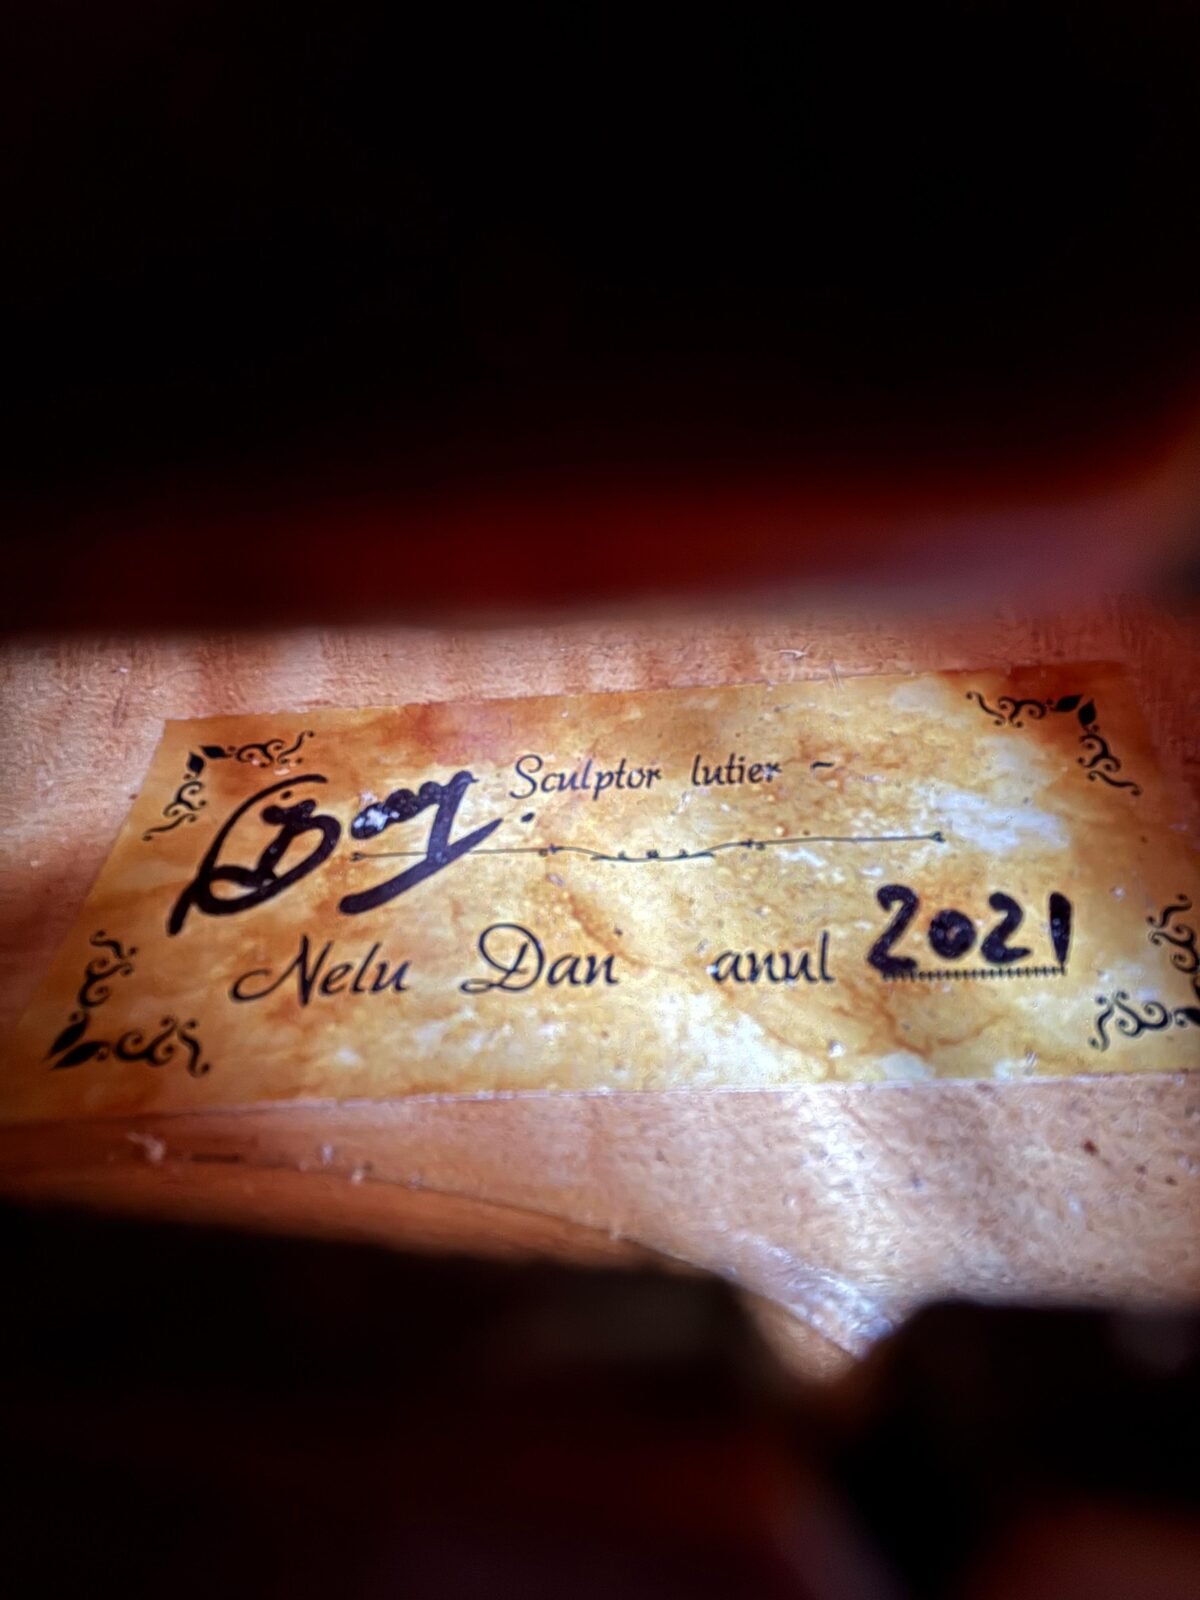 Sculptor lutier ~
Nelu Dan anul 2021